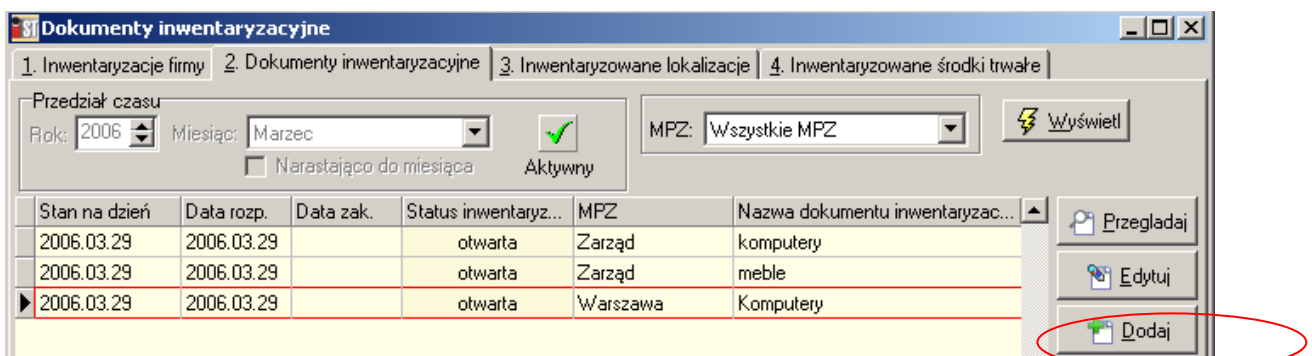 ST Dokumenty inwentaryzacyjne
1. Inwentaryzacje firmy 2. Dokumenty inwentaryzacyjne 3. Inwentaryzowane lokalizacje 4. Inwentaryzowane środki trwałe
Przedział czasu
Rok: 2006 Miesiąc: Marzec MPZ: Wszystkie MPZ Wyświetl
Narastająco do miesiąca Aktywny
Stan na dzień Data rozp. Data zak. Status inwentaryz... MPZ Nazwa dokumentu inwentaryzac... Przegladaj
2006.03.29 2006.03.29 otwarta Zarząd komputery
2006.03.29 2006.03.29 otwarta Zarząd meble Edytuj
2006.03.29 2006.03.29 otwarta Warszawa Komputery
Dodaj